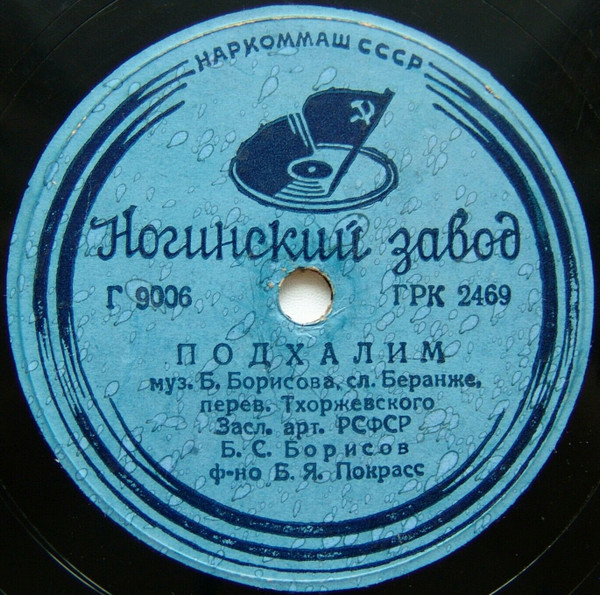 НАРКОММАШ СССР
Ногинский завод
Г 9006 ГРК 2469
ПОДХАЛИМ
муз. Б. Борисова, сл. Беранже,
перев. Тхоржевского
Засл. арт. РСФСР
Б. С. Борисов
ф-но Б. Я. Покрасс